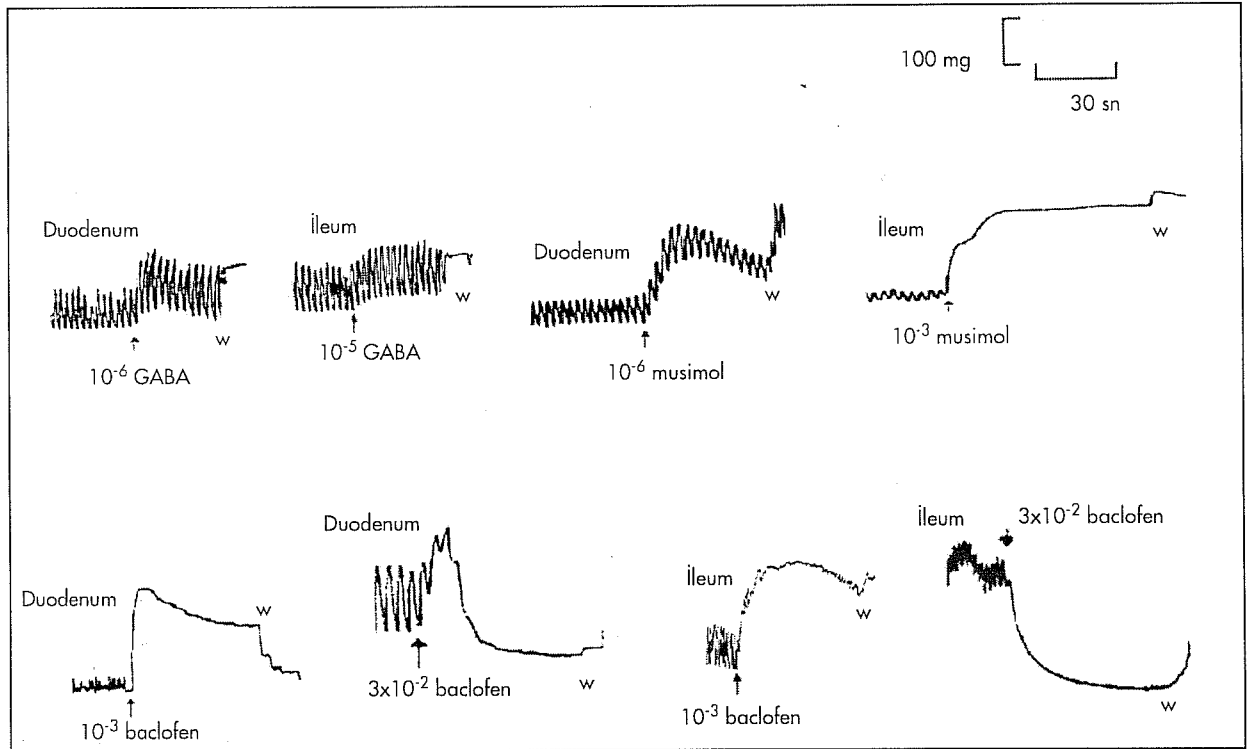 100 mg
30 sn
Duodenum
W
10⁻⁶ GABA
İleum
W
10⁻⁵ GABA
Duodenum
W
10⁻⁶ musimol
İleum
W
10⁻³ musimol
Duodenum
W
10⁻³ baclofen
Duodenum
3x10⁻² baclofen
W
İleum
W
10⁻³ baclofen
İleum
3x10⁻² baclofen
W